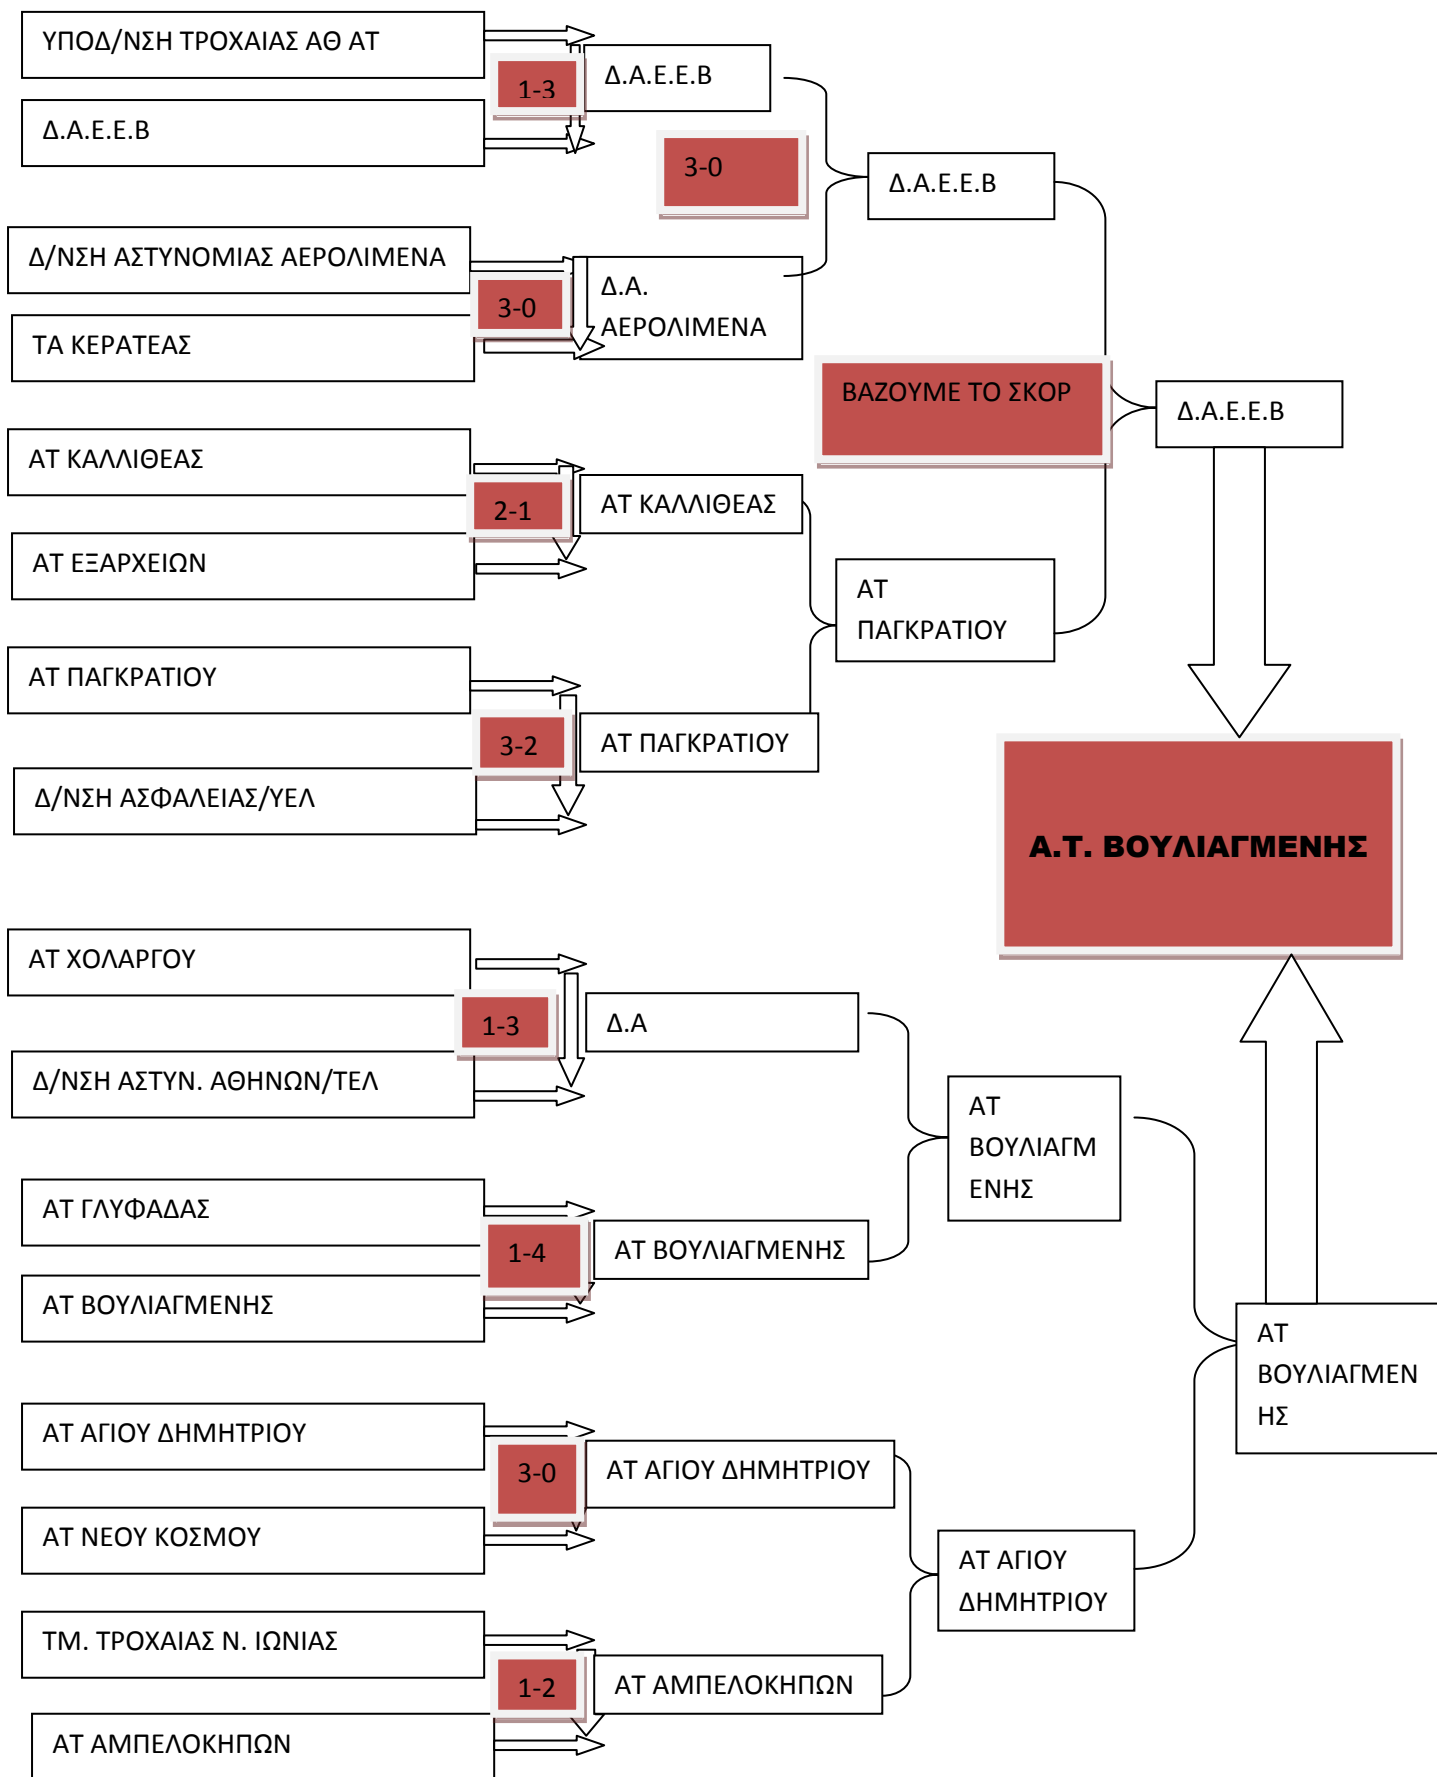 ΥΠΟΔ/ΝΣΗ ΤΡΟΧΑΙΑΣ ΑΘ ΑΤ
1-3
Δ.Α.Ε.Ε.Β
Δ.Α.Ε.Ε.Β
3-0
Δ.Α.Ε.Ε.Β
Δ/ΝΣΗ ΑΣΤΥΝΟΜΙΑΣ ΑΕΡΟΛΙΜΕΝΑ
3-0
Δ.Α.
ΑΕΡΟΛΙΜΕΝΑ
ΤΑ ΚΕΡΑΤΕΑΣ
ΒΑΖΟΥΜΕ ΤΟ ΣΚΟΡ
Δ.Α.Ε.Ε.Β
ΑΤ ΚΑΛΛΙΘΕΑΣ
2-1
ΑΤ ΚΑΛΛΙΘΕΑΣ
ΑΤ ΕΞΑΡΧΕΙΩΝ
ΑΤ
ΠΑΓΚΡΑΤΙΟΥ
ΑΤ ΠΑΓΚΡΑΤΙΟΥ
3-2
ΑΤ ΠΑΓΚΡΑΤΙΟΥ
Δ/ΝΣΗ ΑΣΦΑΛΕΙΑΣ/ΥΕΛ
Α.Τ. ΒΟΥΛΙΑΓΜΕΝΗΣ
ΑΤ ΧΟΛΑΡΓΟΥ
1-3
Δ.Α
Δ/ΝΣΗ ΑΣΤΥΝ. ΑΘΗΝΩΝ/ΤΕΛ
ΑΤ
ΒΟΥΛΙΑΓΜ
ΕΝΗΣ
ΑΤ ΓΛΥΦΑΔΑΣ
1-4
ΑΤ ΒΟΥΛΙΑΓΜΕΝΗΣ
ΑΤ ΒΟΥΛΙΑΓΜΕΝΗΣ
ΑΤ
ΒΟΥΛΙΑΓΜΕΝ
ΗΣ
ΑΤ ΑΓΙΟΥ ΔΗΜΗΤΡΙΟΥ
3-0
ΑΤ ΑΓΙΟΥ ΔΗΜΗΤΡΙΟΥ
ΑΤ ΝΕΟΥ ΚΟΣΜΟΥ
ΑΤ ΑΓΙΟΥ
ΔΗΜΗΤΡΙΟΥ
ΤΜ. ΤΡΟΧΑΙΑΣ Ν. ΙΩΝΙΑΣ
1-2
ΑΤ ΑΜΠΕΛΟΚΗΠΩΝ
ΑΤ ΑΜΠΕΛΟΚΗΠΩΝ